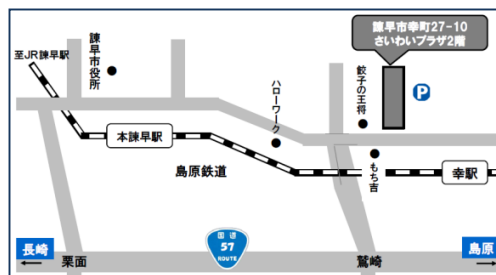 諫早市幸町27-10
さいわいプラザ2階
至JR諫早駅
諫早市役所
ハローワーク
餃子の王将
P
本諫早駅
島原鉄道
もち吉
幸駅
国道
57
ROUTE
長崎
栗面
鷲崎
島原